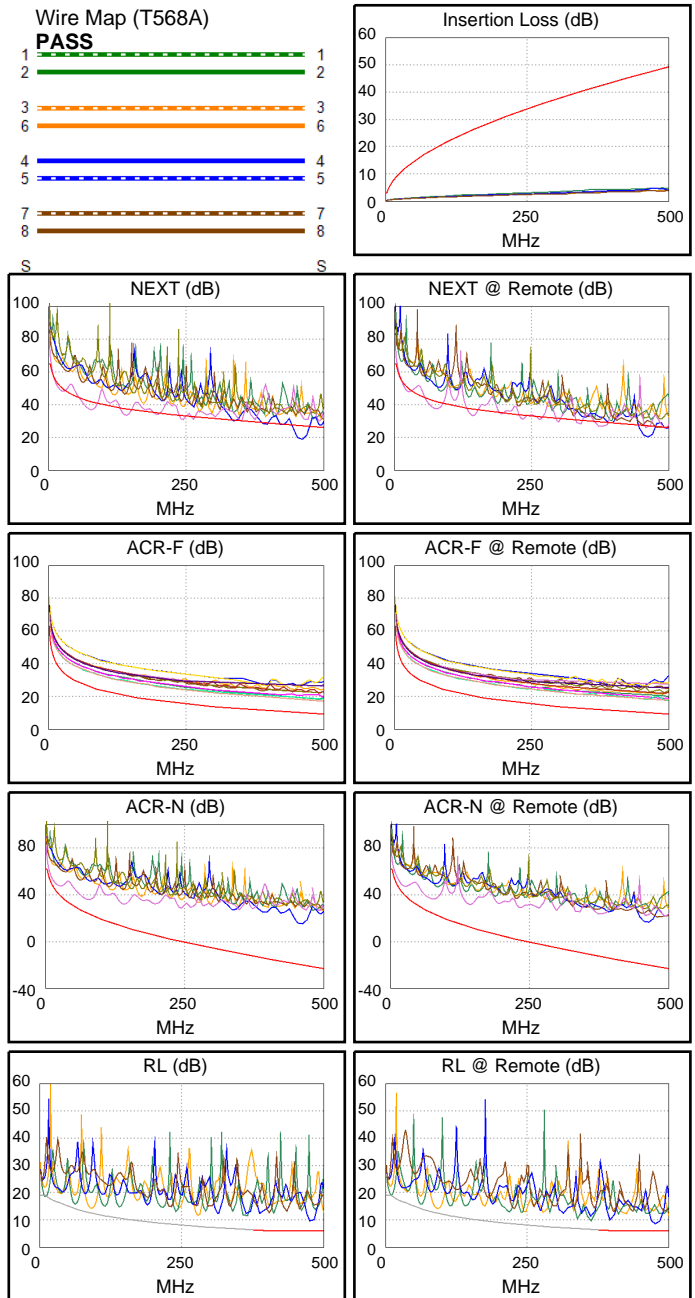 Wire Map (T568A)
PASS
1 1
2 2
3 3
6 6
4 4
5 5
7 7
8 8
S S
Insertion Loss (dB)
60
50
40
30
20
10
0
0 250 500
MHz
NEXT (dB)
100
80
60
40
20
0
0 250 500
MHz
NEXT @ Remote (dB)
100
80
60
40
20
0
0 250 500
MHz
ACR-F (dB)
100
80
60
40
20
0
0 250 500
MHz
ACR-F @ Remote (dB)
100
80
60
40
20
0
0 250 500
MHz
ACR-N (dB)
80
40
0
-40
0 250 500
MHz
ACR-N @ Remote (dB)
80
40
0
-40
0 250 500
MHz
RL (dB)
60
50
40
30
20
10
0
0 250 500
MHz
RL @ Remote (dB)
60
50
40
30
20
10
0
0 250 500
MHz